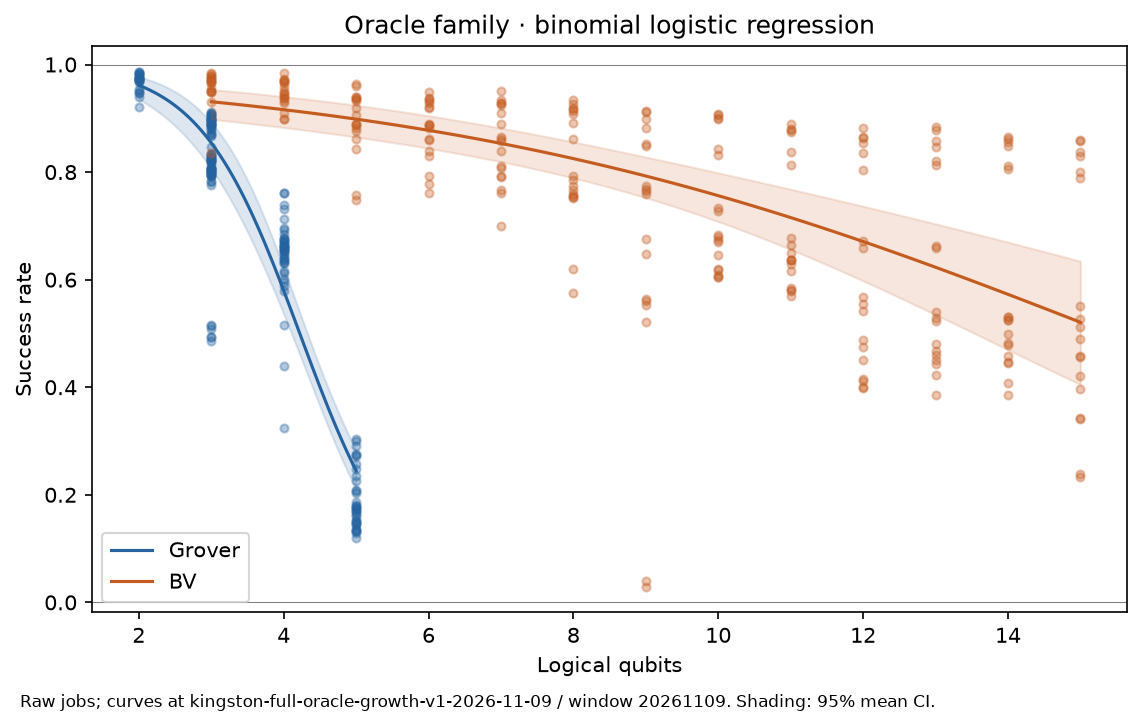 Oracle family · binomial logistic regression
Success rate
1.0
0.8
0.6
0.4
0.2
0.0
Grover
BV
2
4
6
8
10
12
14
Logical qubits
Raw jobs; curves at kingston-full-oracle-growth-v1-2026-11-09 / window 20261109. Shading: 95% mean CI.